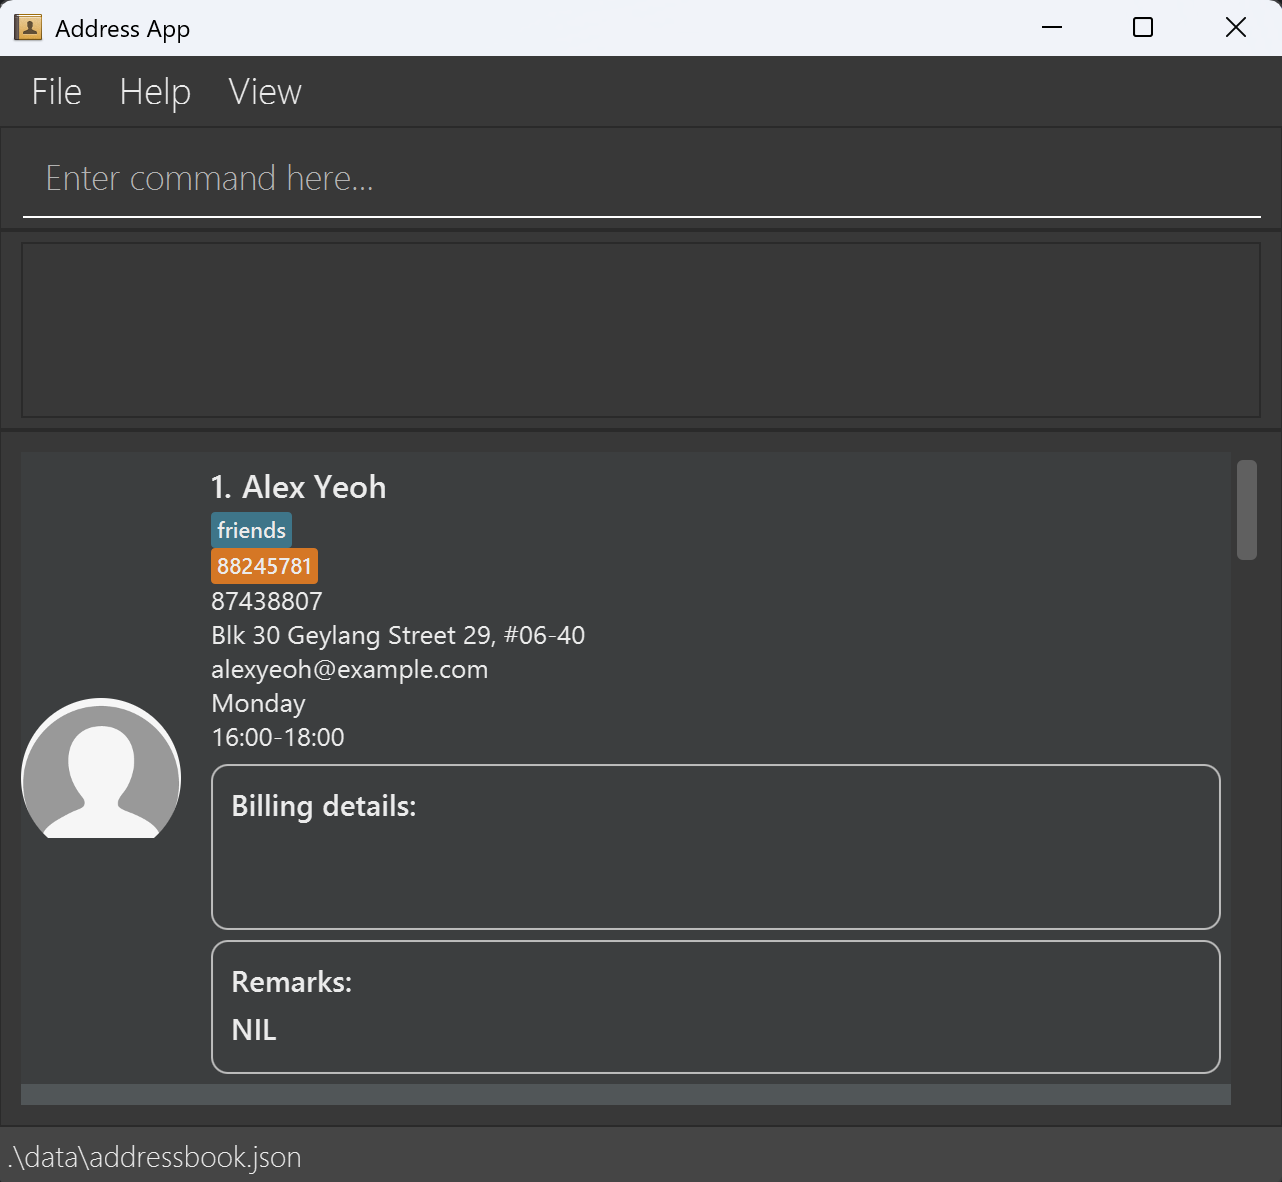 Address App
File Help View
Enter command here...
1. Alex Yeoh
friends
88245781
87438807
Blk 30 Geylang Street 29, #06-40
alexyeoh@example.com
Monday
16:00-18:00
Billing details:
Remarks:
NIL
.\data\addressbook.json